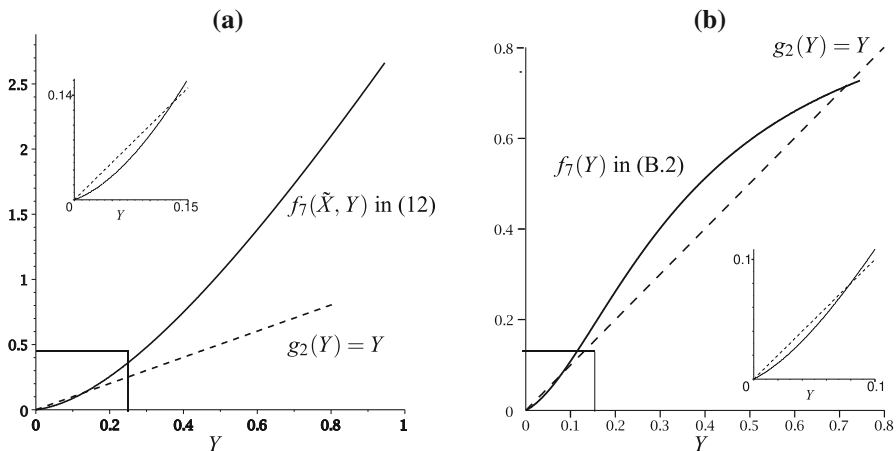 (a)
2.5
2
1.5
1
0.5
0
0 0.2 0.4 0.6 0.8 1
Y
0.14
0
0.15
Y
f₇(X̃, Y) in (12)
g₂(Y) = Y
(b)
0.8
0.6
0.4
0.2
0
0 0.1 0.2 0.3 0.4 0.5 0.6 0.7 0.8
Y
g₂(Y) = Y
f₇(Y) in (B.2)
0.1
0
0.1
Y